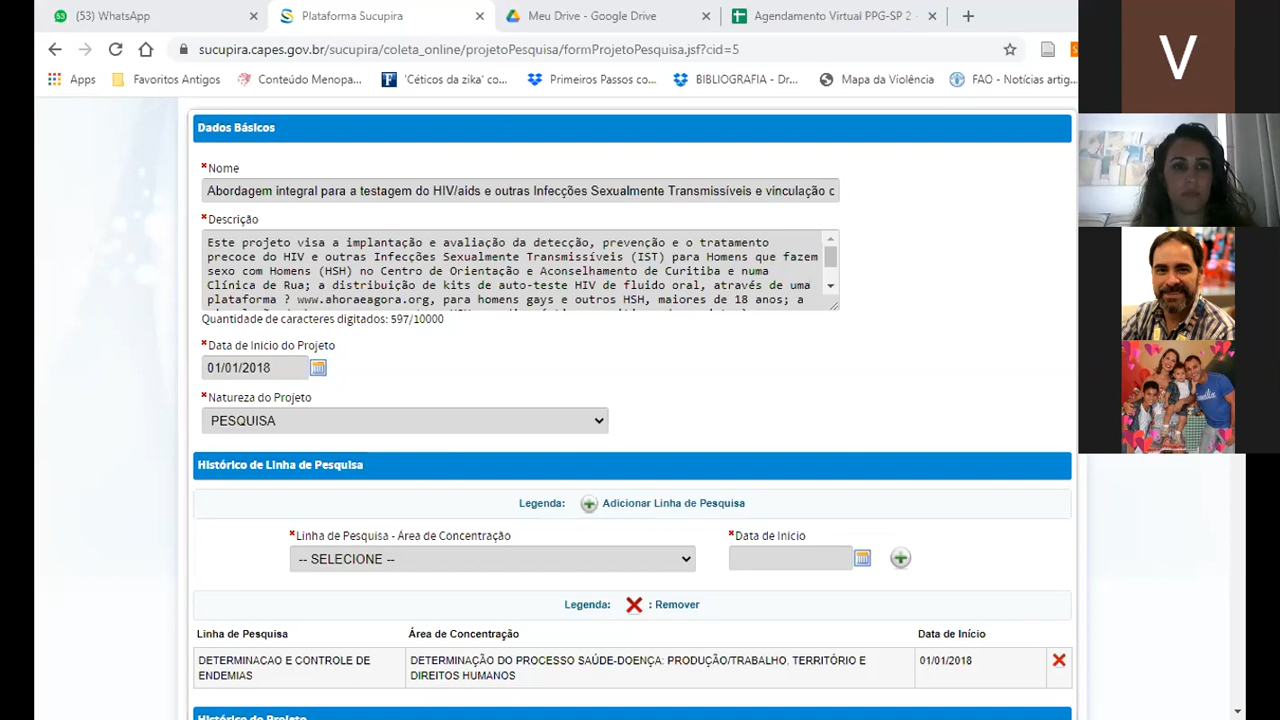 (53) WhatsApp
Plataforma Sucupira
Meu Drive - Google Drive
Agendamento Virtual PPG-SP 2 -
sucupira.capes.gov.br/sucupira/coleta_online/projetoPesquisa/formProjetoPesquisa.jsf?cid=5
Apps
Favoritos Antigos
Conteúdo Menopa...
'Céticos da zika' co...
Primeiros Passos co...
BIBLIOGRAFIA - Dr...
Mapa da Violência
FAO - Notícias artig...
V
Dados Básicos
*Nome
Abordagem integral para a testagem do HIV/aids e outras Infecções Sexualmente Transmissíveis e vinculação c
*Descrição
Este projeto visa a implantação e avaliação da detecção, prevenção e o tratamento
precoce do HIV e outras Infecções Sexualmente Transmissíveis (IST) para Homens que fazem
sexo com Homens (HSH) no Centro de Orientação e Aconselhamento de Curitiba e numa
Clínica de Rua; a distribuição de kits de auto-teste HIV de fluido oral, através de uma
plataforma ? www.ahoraeagora.org, para homens gays e outros HSH, maiores de 18 anos; a
Quantidade de caracteres digitados: 597/10000
*Data de Inicio do Projeto
01/01/2018
*Natureza do Projeto
PESQUISA
Histórico de Linha de Pesquisa
Legenda: Adicionar Linha de Pesquisa
*Linha de Pesquisa - Área de Concentração
*Data de Inicio
-- SELECIONE --
Legenda: : Remover
Linha de Pesquisa
Área de Concentração
Data de Início
DETERMINACAO E CONTROLE DE
ENDEMIAS
DETERMINAÇÃO DO PROCESSO SAÚDE-DOENÇA: PRODUÇÃO/TRABALHO, TERRITÓRIO E
DIREITOS HUMANOS
01/01/2018
Histórico do Projeto